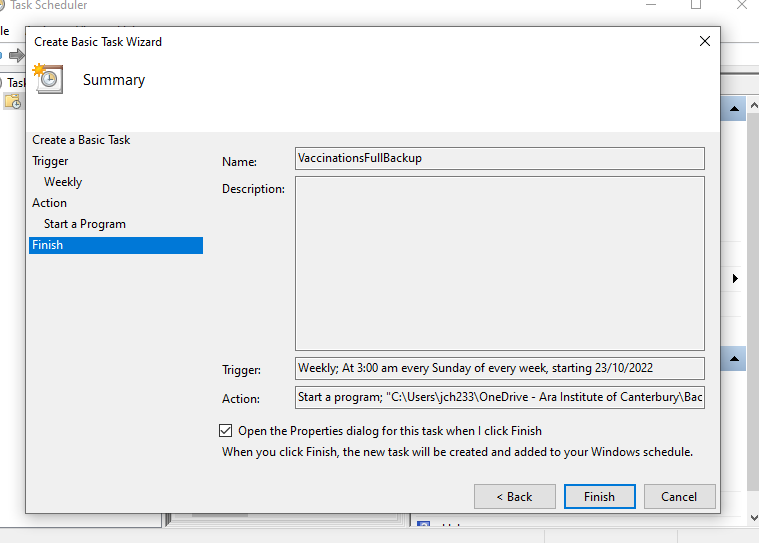 Task Scheduler
Create Basic Task Wizard
Summary
Create a Basic Task
Trigger
Weekly
Action
Start a Program
Finish
Name:
VaccinationsFullBackup
Description:
Trigger:
Weekly; At 3:00 am every Sunday of every week, starting 23/10/2022
Action:
Start a program; "C:\Users\jch233\OneDrive - Ara Institute of Canterbury\Bac
Open the Properties dialog for this task when I click Finish
When you click Finish, the new task will be created and added to your Windows schedule.
< Back
Finish
Cancel